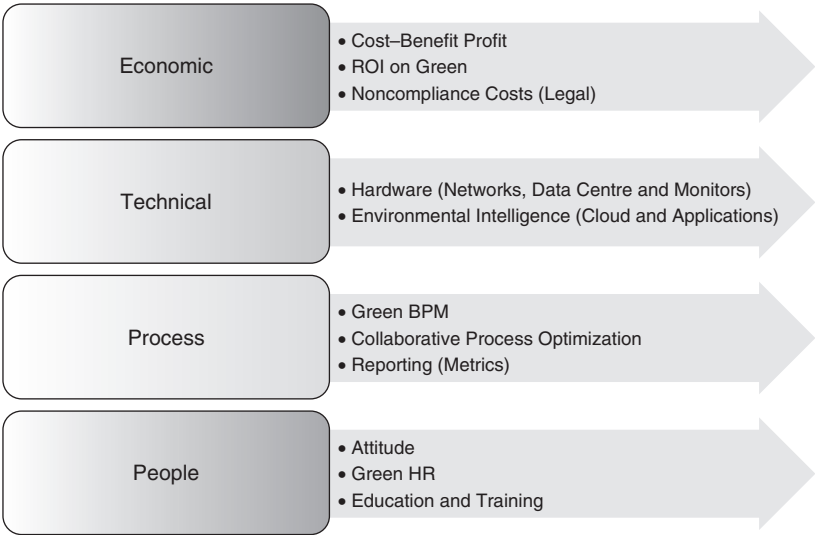 Economic
• Cost–Benefit Profit
• ROI on Green
• Noncompliance Costs (Legal)
Technical
• Hardware (Networks, Data Centre and Monitors)
• Environmental Intelligence (Cloud and Applications)
Process
• Green BPM
• Collaborative Process Optimization
• Reporting (Metrics)
People
• Attitude
• Green HR
• Education and Training